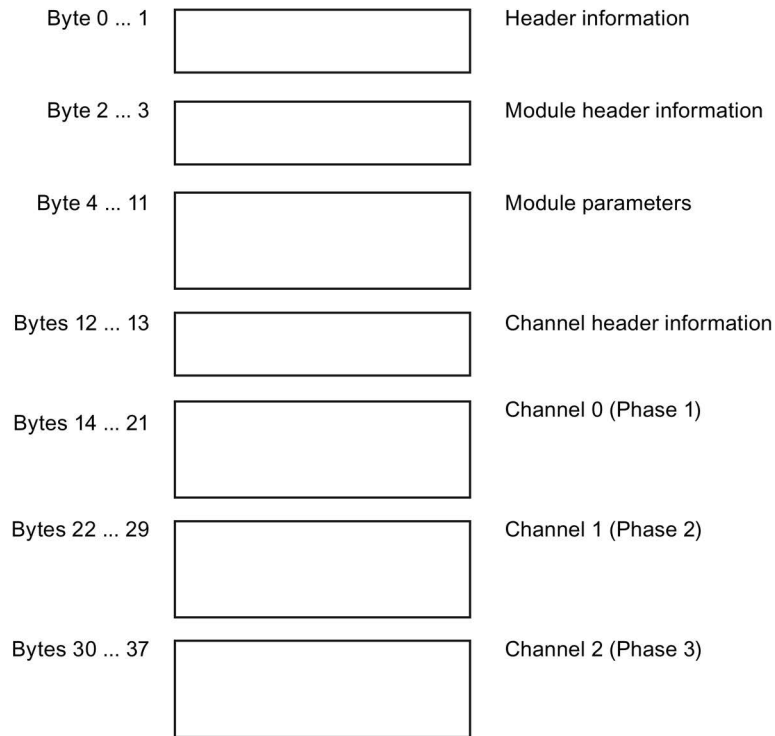 Byte 0 ... 1 Header information
Byte 2 ... 3 Module header information
Byte 4 ... 11 Module parameters
Bytes 12 ... 13 Channel header information
Bytes 14 ... 21 Channel 0 (Phase 1)
Bytes 22 ... 29 Channel 1 (Phase 2)
Bytes 30 ... 37 Channel 2 (Phase 3)